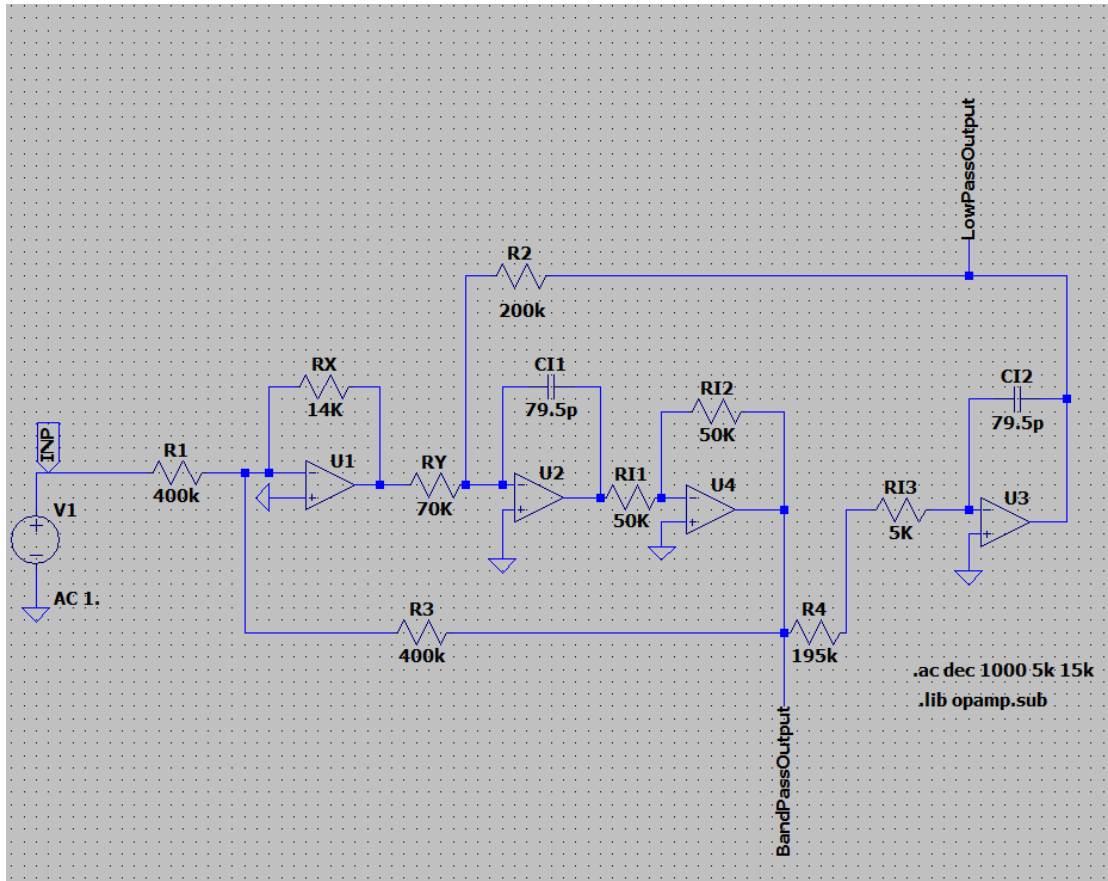 LowPassOutput
R2
200k
RX
14K
CI1
79.5p
RI2
50K
CI2
79.5p
INP
R1
400k
U1
RY
70K
U2
RI1
50K
U4
RI3
5K
U3
V1
AC 1.
R3
400k
R4
195k
.ac dec 1000 5k 15k
.lib opamp.sub
BandPassOutput